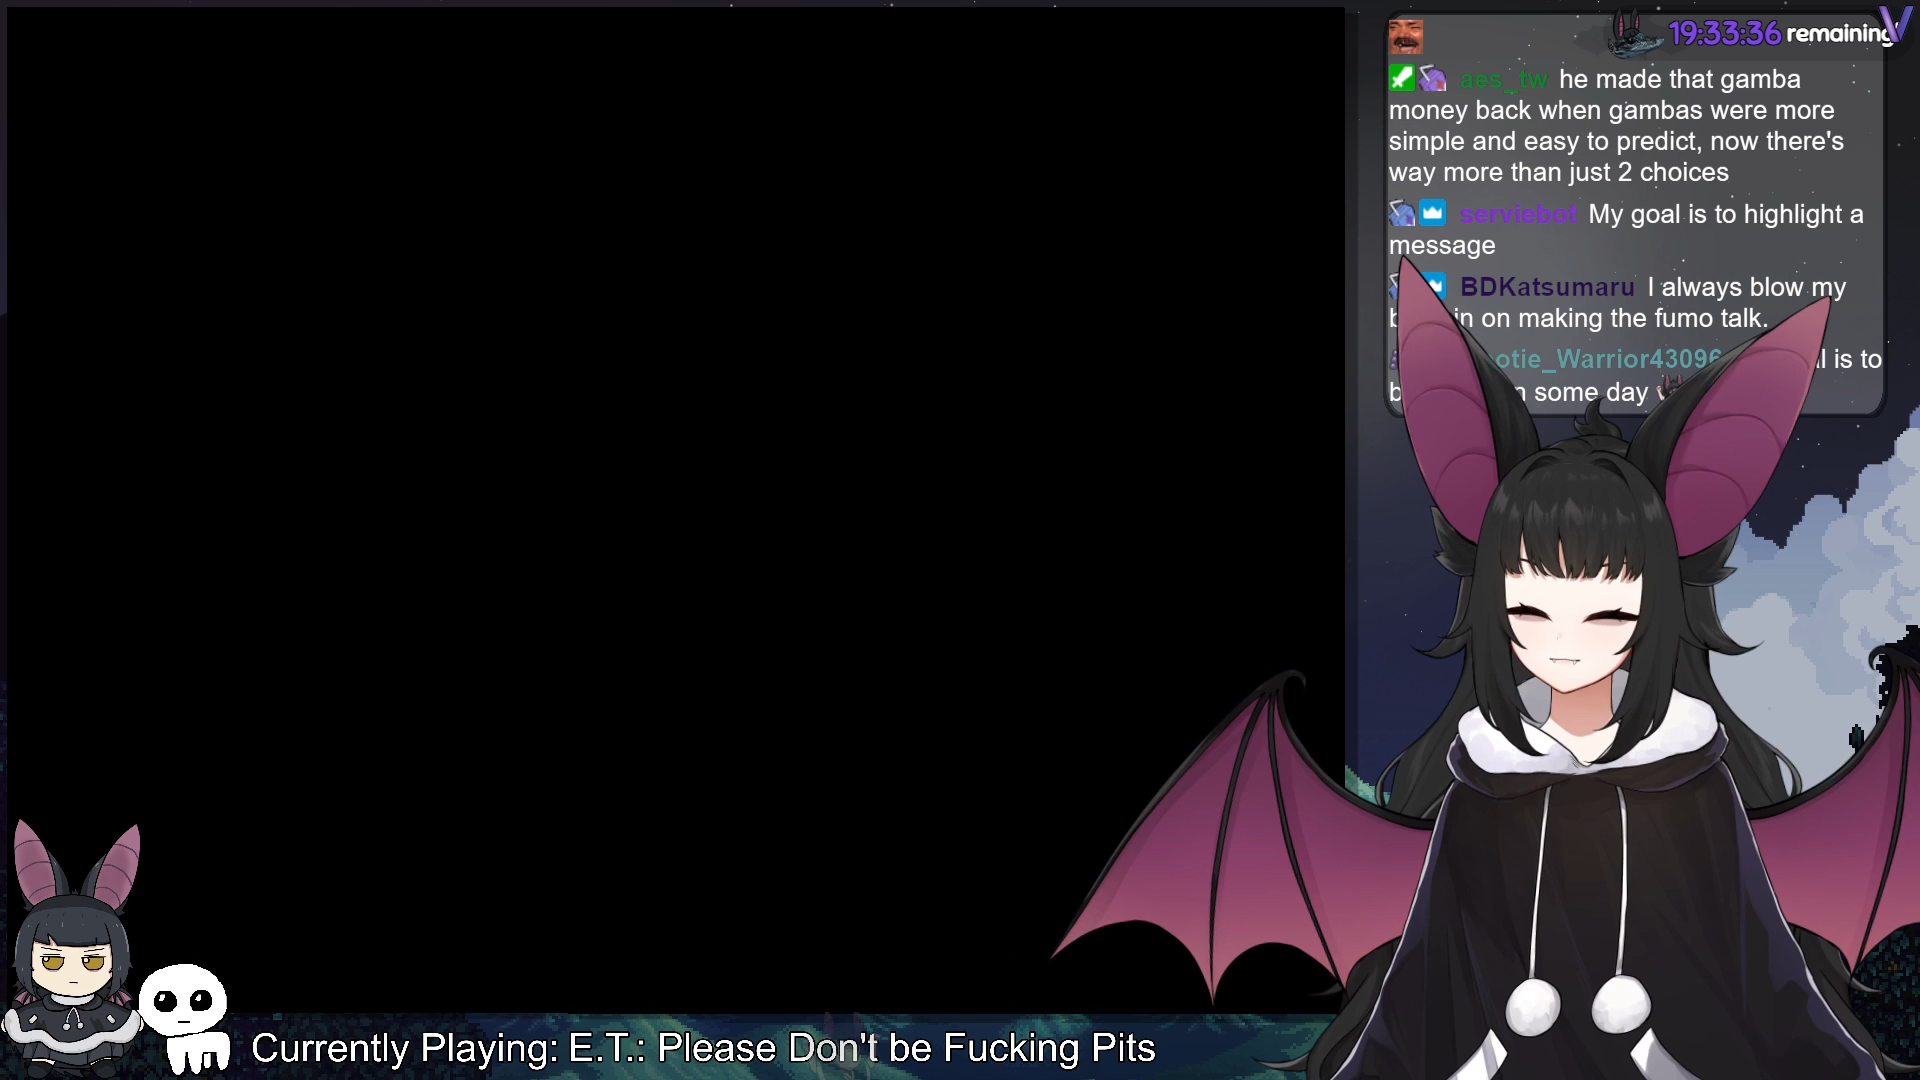 19:33:36 remaining
aes_tw he made that gamba
money back when gambas were more
simple and easy to predict, now there's
way more than just 2 choices
serviebot My goal is to highlight a
message
BDKatsumaru I always blow my
in on making the fumo talk.
is to
some day
Currently Playing: E.T.: Please Don't be Fucking Pits